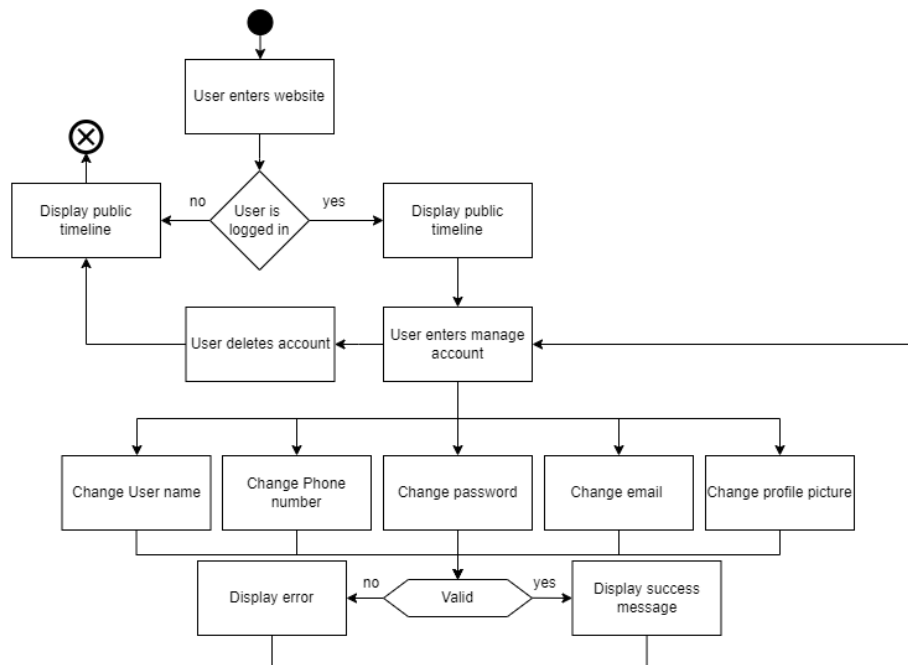 User enters website
Display public
timeline
no
User is
logged in
yes
Display public
timeline
User deletes account
User enters manage
account
Change User name
Change Phone
number
Change password
Change email
Change profile picture
Display error
no
Valid
yes
Display success
message